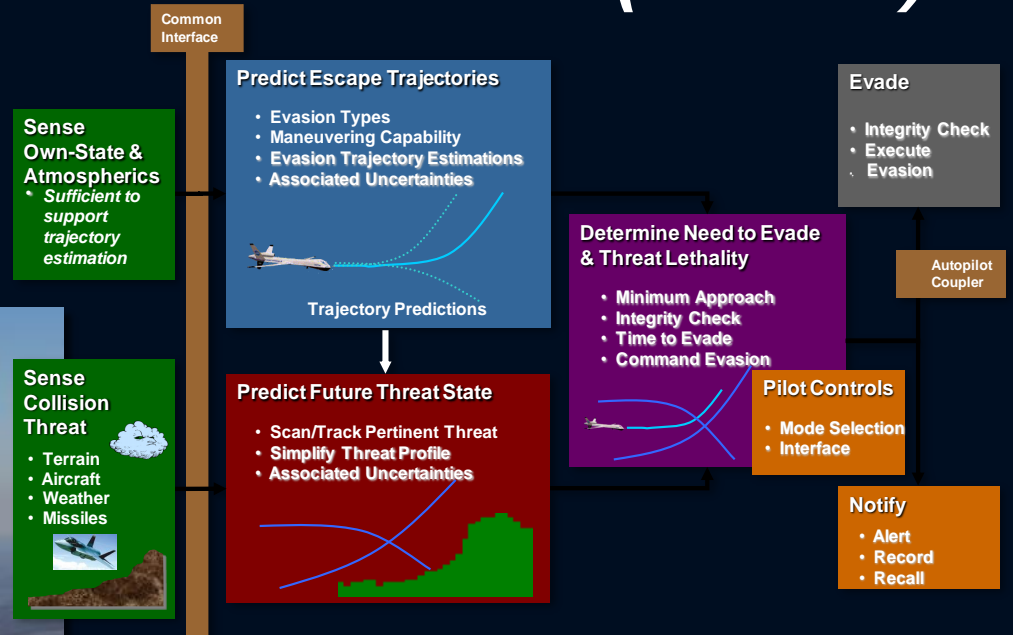 Common
Interface
Sense
Own-State &
Atmospherics
• Sufficient to
support
trajectory
estimation
Predict Escape Trajectories
• Evasion Types
• Maneuvering Capability
• Evasion Trajectory Estimations
• Associated Uncertainties
Trajectory Predictions
Sense
Collision
Threat
• Terrain
• Aircraft
• Weather
• Missiles
Predict Future Threat State
• Scan/Track Pertinent Threat
• Simplify Threat Profile
• Associated Uncertainties
Determine Need to Evade
& Threat Lethality
• Minimum Approach
• Integrity Check
• Time to Evade
• Command Evasion
Pilot Controls
• Mode Selection
• Interface
Evade
• Integrity Check
• Execute
. Evasion
Autopilot
Coupler
Notify
• Alert
• Record
• Recall